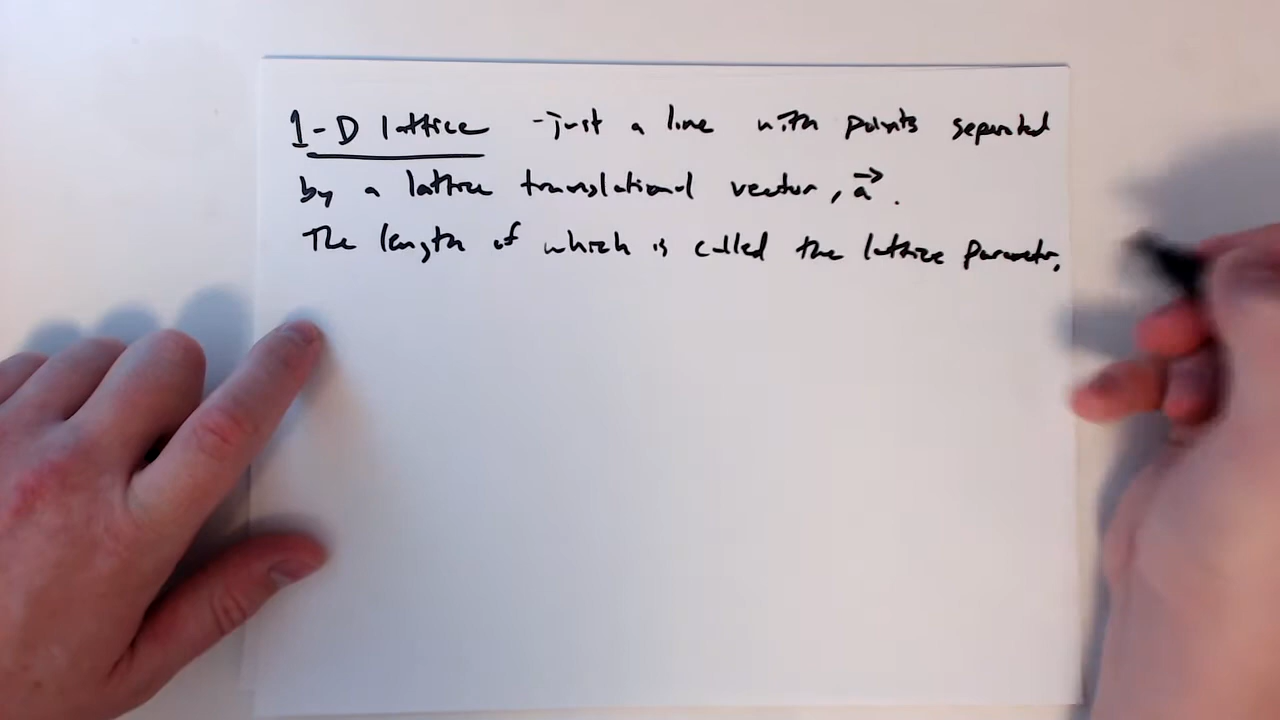 1-D lattice - just a line with points separated
by a lattice translational vector, a⃗.
The length of which is called the lattice parameter.